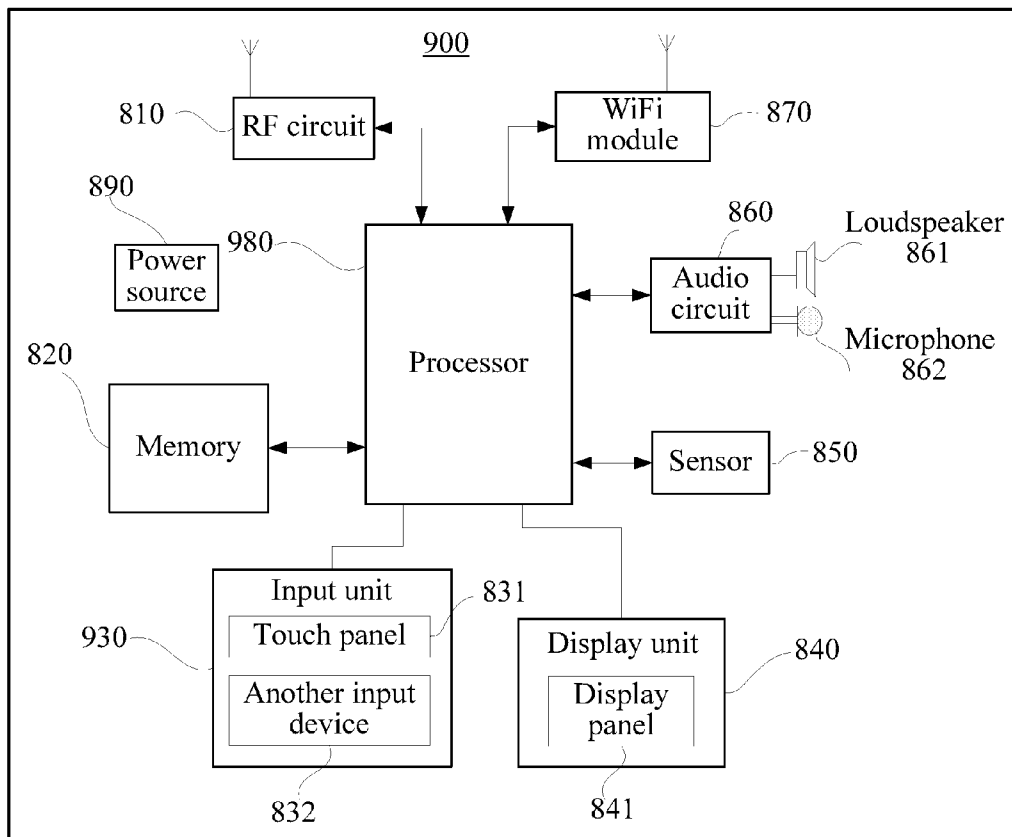 900
810
RF circuit
WiFi
module
870
890
Power
source
980
Processor
860
Audio
circuit
Loudspeaker
861
Microphone
862
820
Memory
Sensor
850
Input unit
831
930
Touch panel
Another input
device
832
Display unit
840
Display
panel
841